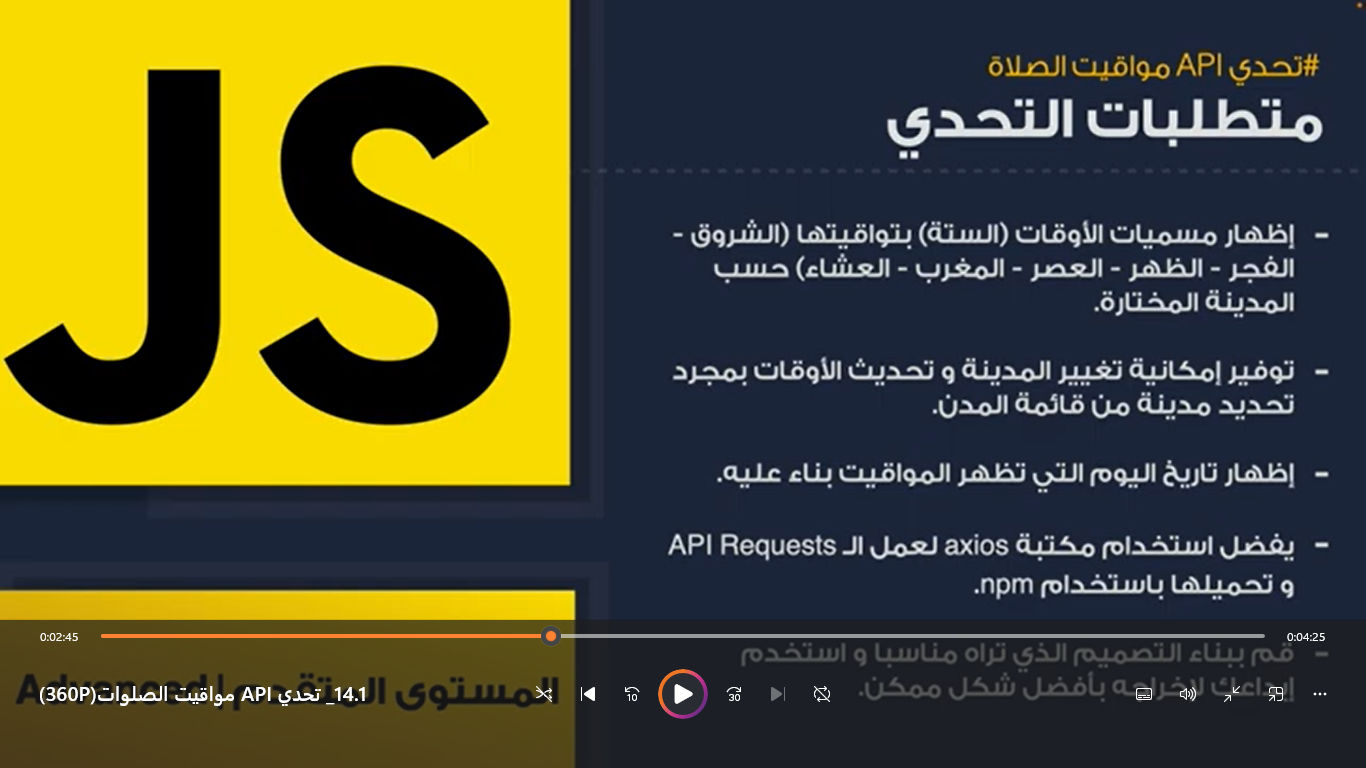 #تحدي API مواقيت الصلاة
متطلبات التحدي
- إظهار مسميات الأوقات (الستة) بتواقيتها (الشروق -
الفجر - الظهر - العصر - المغرب - العشاء) حسب
المدينة المختارة.
- توفير إمكانية تغيير المدينة و تحديث الأوقات بمجرد
تحديد مدينة من قائمة المدن.
- إظهار تاريخ اليوم التي تظهر المواقيت بناء عليه.
- يفضل استخدام مكتبة axios لعمل الـ API Requests
و تحميلها باستخدام npm.
- قم ببناء التصميم الذي تراه مناسبا و استخدم
إبداعك لإخراجه بأفضل شكل ممكن.
JS
المستوى المتقدم | Advanced
0:02:45
0:04:25
14.1_ تحدي API مواقيت الصلوات(360P)
10
30